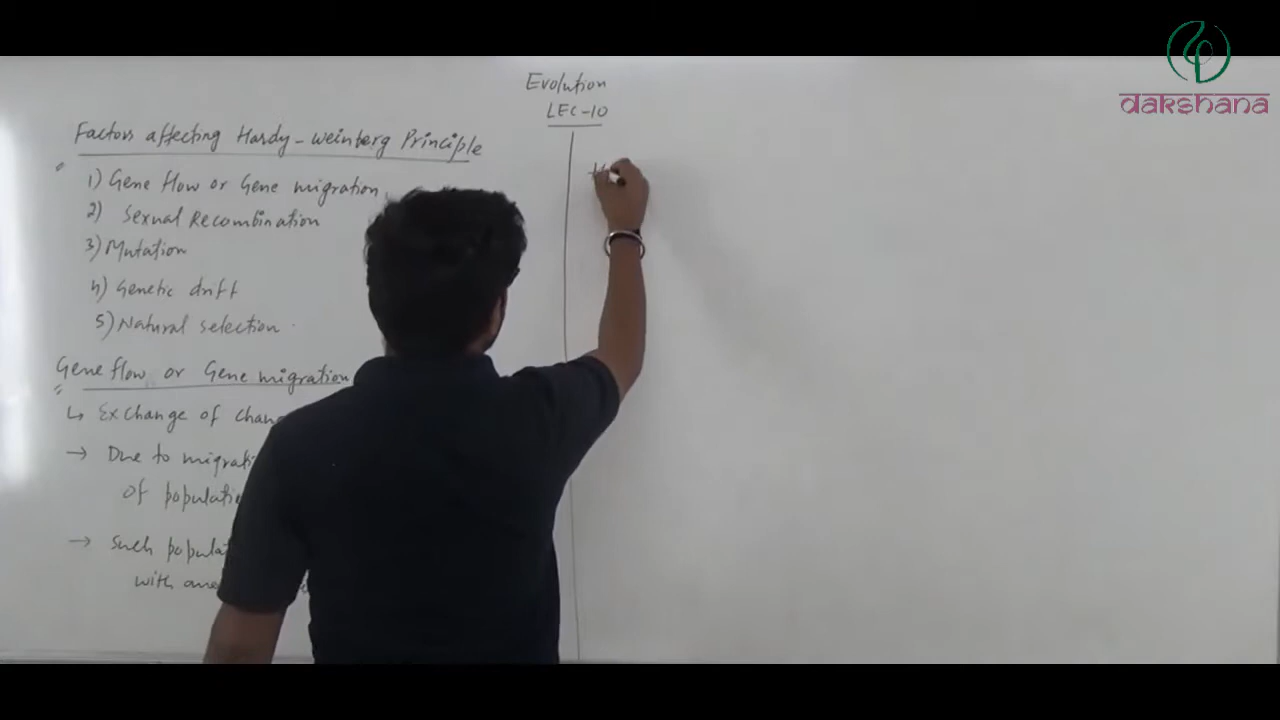 dakshana
Evolution
LEC-10
Factors affecting Hardy-Weinberg Principle
1) Gene flow or Gene migration
2) Sexual Recombination
3) Mutation
4) Genetic drift
5) Natural selection
Gene flow or Gene migration
↳ Exchange of
→ Due to
of
→ Such
with